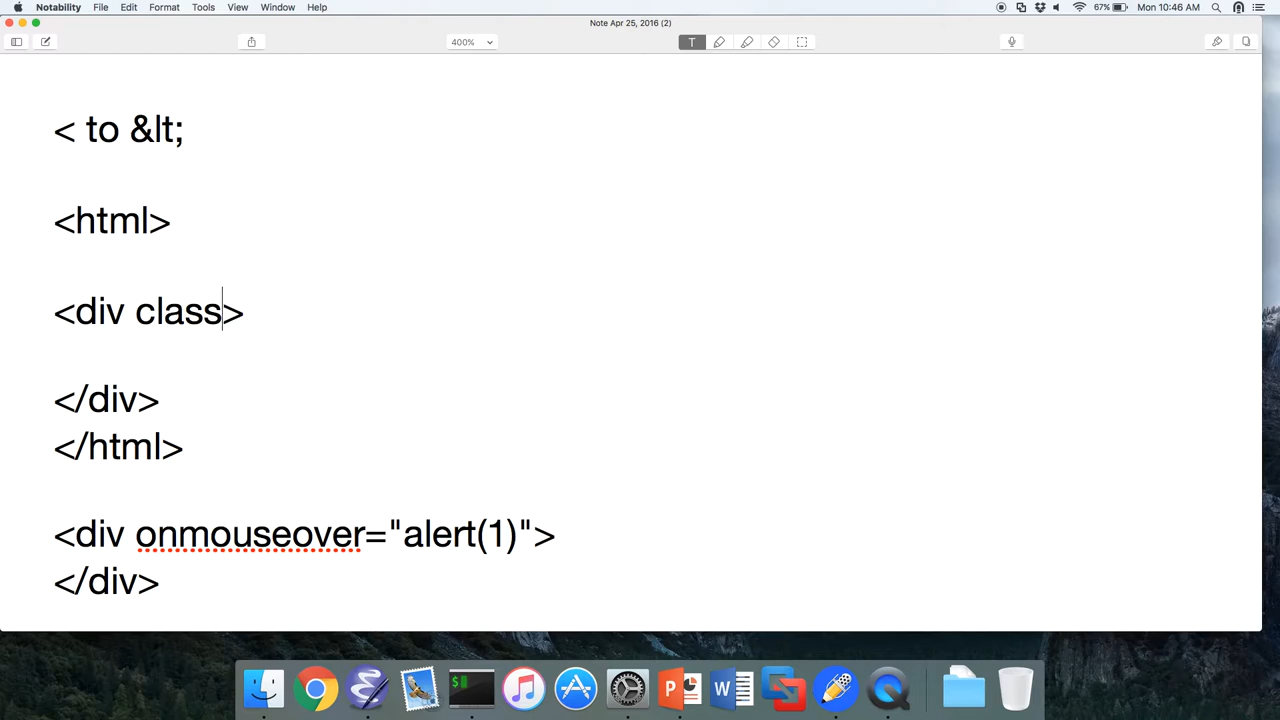 Notability File Edit Format Tools View Window Help 67% Mon 10:46 AM
Note Apr 25, 2016 (2)
400% T
< to &lt;
<html>
<div class>
</div>
</html>
<div onmouseover="alert(1)">
</div>